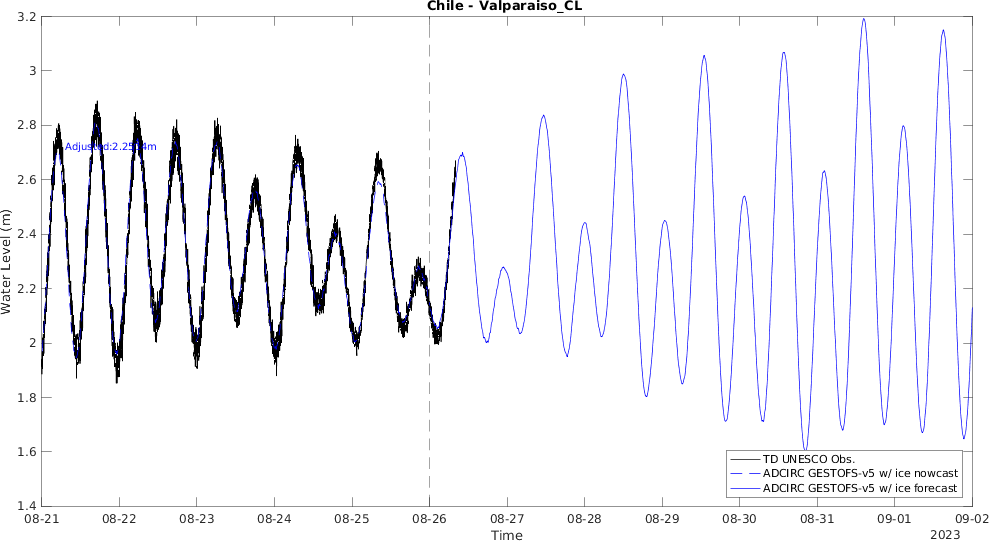 Chile - Valparaiso_CL
3.2
3
2.8
2.6
2.4
2.2
2
1.8
1.6
1.4
Water Level (m)
TD UNESCO Obs.
ADCIRC GESTOFS-v5 w/ ice nowcast
ADCIRC GESTOFS-v5 w/ ice forecast
08-21 08-22 08-23 08-24 08-25 08-26 08-27 08-28 08-29 08-30 08-31 09-01 09-02
Time
2023